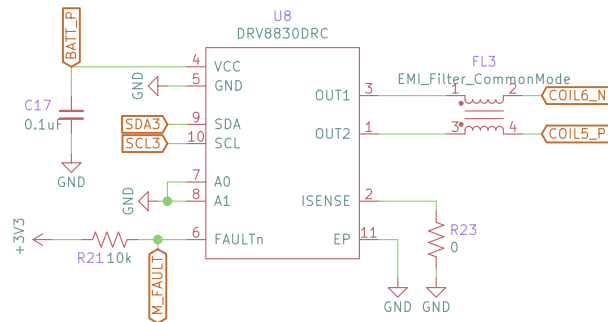 U8
DRV8830DRC
BATT_P
4
VCC
5
GND
GND
C17
0.1uF
GND
SDA3
9
SDA
SCL3
10
SCL
7
A0
8
A1
GND
+3V3
R21
10k
M_FAULT
6
FAULTn
OUT1
3
OUT2
1
ISENSE
2
EP
11
FL3
EMI_Filter_CommonMode
1
2
3
4
COIL6_N
COIL5_P
R23
0
GND
GND